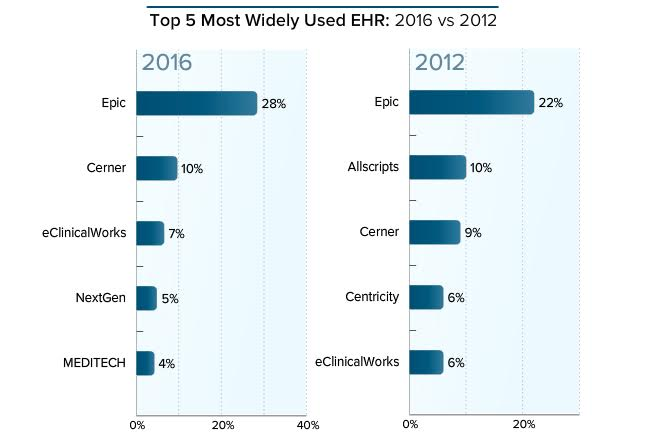 Top 5 Most Widely Used EHR: 2016 vs 2012
2016
Epic 28%
Cerner 10%
eClinicalWorks 7%
NextGen 5%
MEDITECH 4%
0% 20% 40%
2012
Epic 22%
Allscripts 10%
Cerner 9%
Centricity 6%
eClinicalWorks 6%
0% 20%